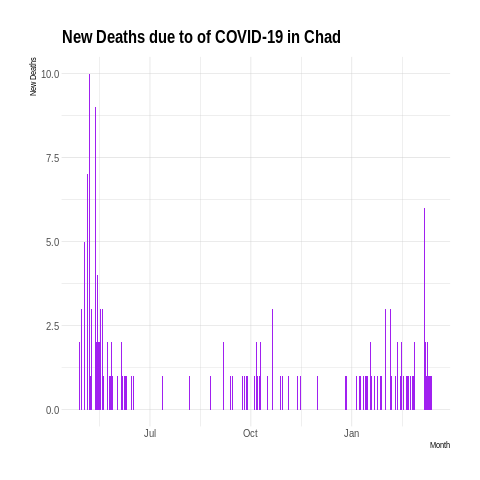 New Deaths due to of COVID-19 in Chad
New Deaths
10.0
7.5
5.0
2.5
0.0
Jul
Oct
Jan
Month